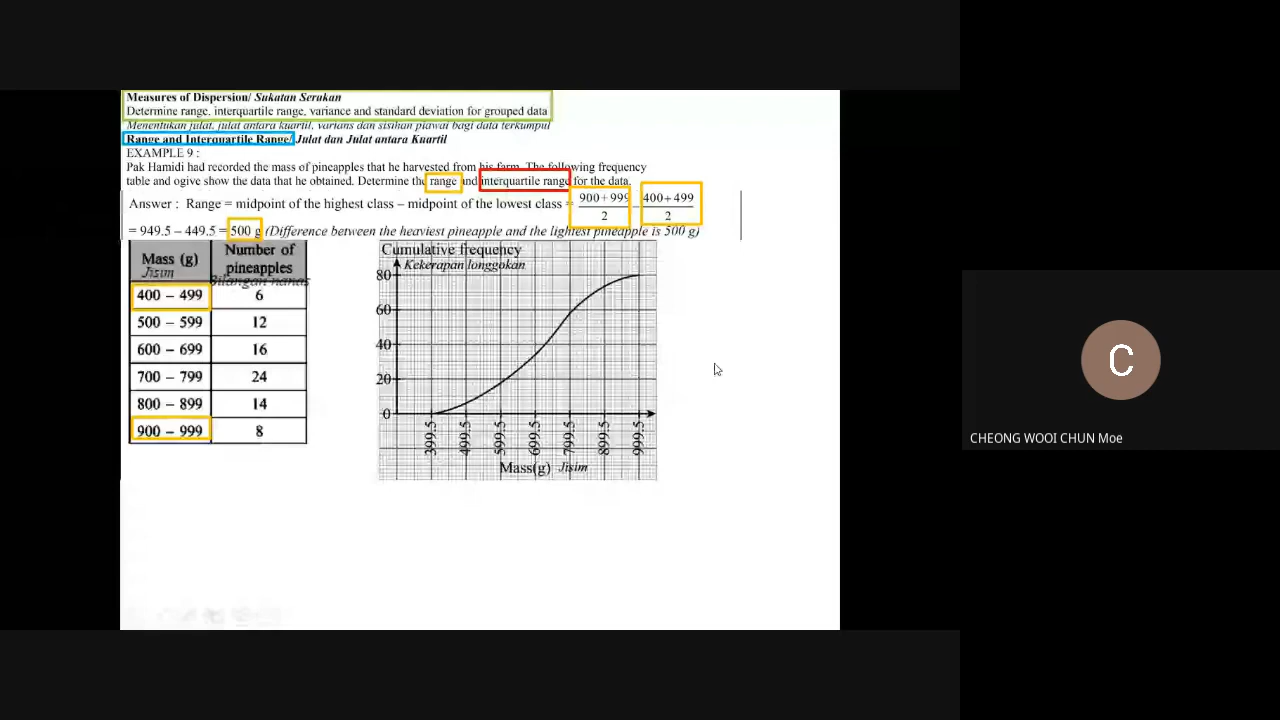 Measures of Dispersion/ Sukatan Serakan
Determine range, interquartile range, variance and standard deviation for grouped data
Menentukan julat, julat antara kuartil, varians dan sisihan piawai bagi data terkumpul
Range and Interquartile Range/ Julat dan Julat antara Kuartil
EXAMPLE 9 :
Pak Hamidi had recorded the mass of pineapples that he harvested from his farm. The following frequency
table and ogive show the data that he obtained. Determine the range and interquartile range for the data.
Answer : Range = midpoint of the highest class – midpoint of the lowest class = 900+999/2 – 400+499/2
= 949.5 – 449.5 = 500 g (Difference between the heaviest pineapple and the lightest pineapple is 500 g)
Mass (g) Jisim
Number of pineapples Bilangan nanas
400 – 499 6
500 – 599 12
600 – 699 16
700 – 799 24
800 – 899 14
900 – 999 8
Cumulative frequency
Kekerapan longgokan
80
60
40
20
0
399.5 499.5 599.5 699.5 799.5 899.5 999.5
Mass(g) Jisim
C
CHEONG WOOI CHUN Moe